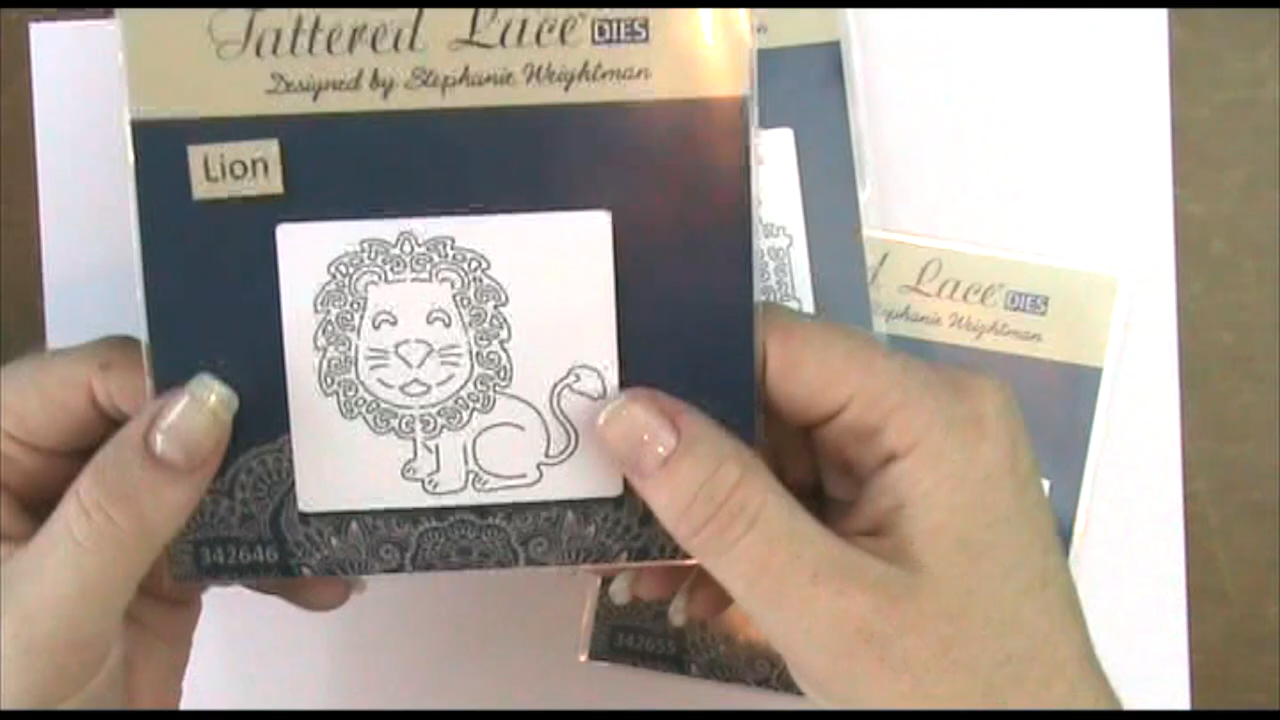 Tattered Lace DIES
Designed by Stephanie Weightman
Lion
342646
Lace DIES
Stephanie Weightman
342655